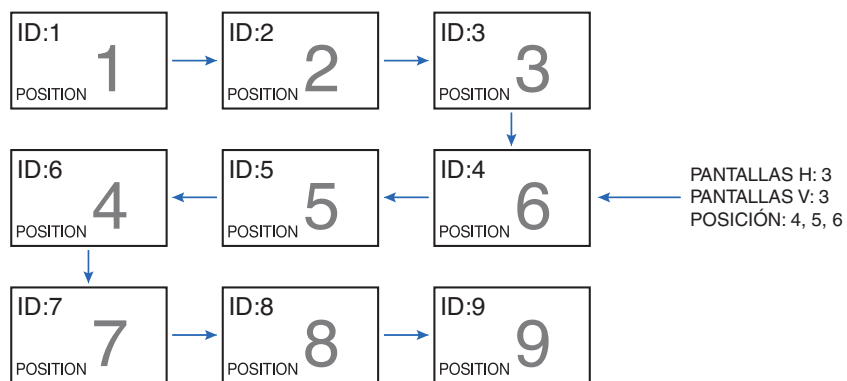 ID:1
POSITION 1
ID:2
POSITION 2
ID:3
POSITION 3
ID:6
POSITION 4
ID:5
POSITION 5
ID:4
POSITION 6
PANTALLAS H: 3
PANTALLAS V: 3
POSICIÓN: 4, 5, 6
ID:7
POSITION 7
ID:8
POSITION 8
ID:9
POSITION 9